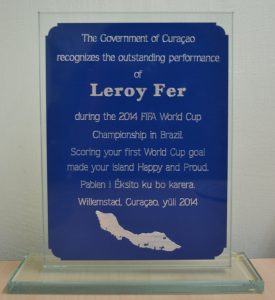 The Government of Curaçao
recognizes the outstanding performance
of
Leroy Fer
during the 2014 FIFA World Cup
Championship in Brazil.
Scoring your first World Cup goal
made your island Happy and Proud.
Pabien i Éksito ku bo karera.
Willemstad, Curaçao, yüli 2014